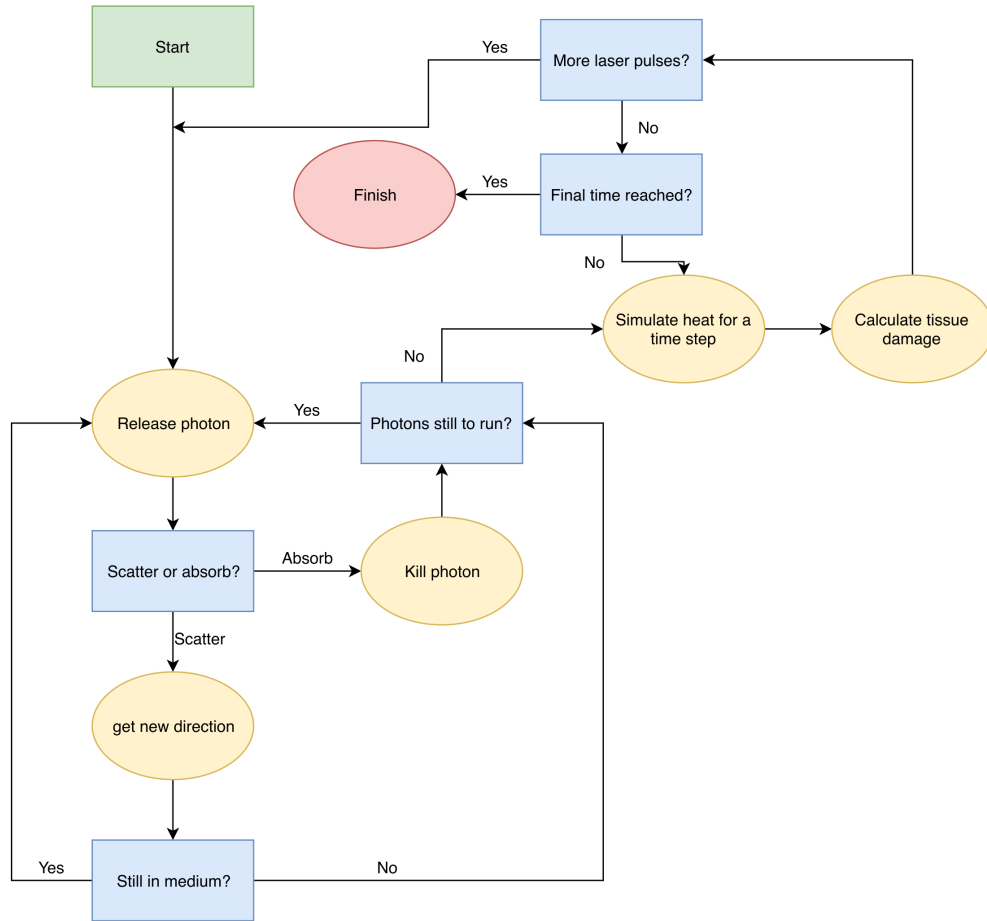 Start
Yes
More laser pulses?
No
Finish
Yes
Final time reached?
No
Simulate heat for a
time step
Calculate tissue
damage
No
Release photon
Yes
Photons still to run?
Scatter or absorb?
Absorb
Kill photon
Scatter
get new direction
Yes
Still in medium?
No